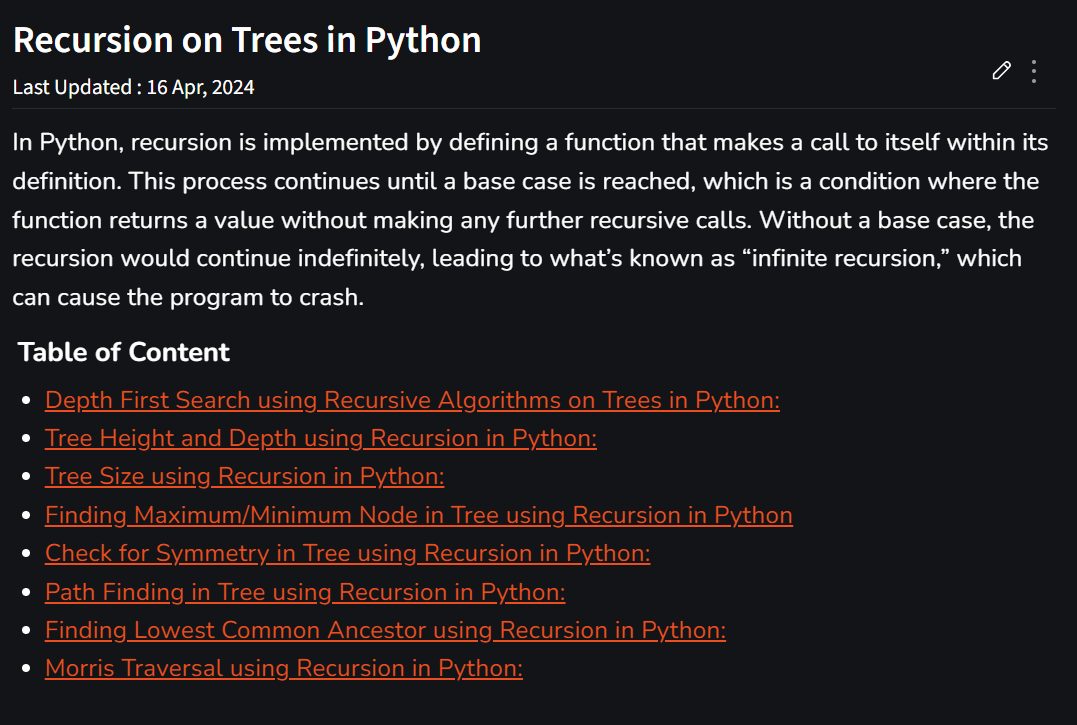 Recursion on Trees in Python
Last Updated : 16 Apr, 2024
In Python, recursion is implemented by defining a function that makes a call to itself within its
definition. This process continues until a base case is reached, which is a condition where the
function returns a value without making any further recursive calls. Without a base case, the
recursion would continue indefinitely, leading to what’s known as “infinite recursion,” which
can cause the program to crash.
Table of Content
Depth First Search using Recursive Algorithms on Trees in Python:
Tree Height and Depth using Recursion in Python:
Tree Size using Recursion in Python:
Finding Maximum/Minimum Node in Tree using Recursion in Python
Check for Symmetry in Tree using Recursion in Python:
Path Finding in Tree using Recursion in Python:
Finding Lowest Common Ancestor using Recursion in Python:
Morris Traversal using Recursion in Python: